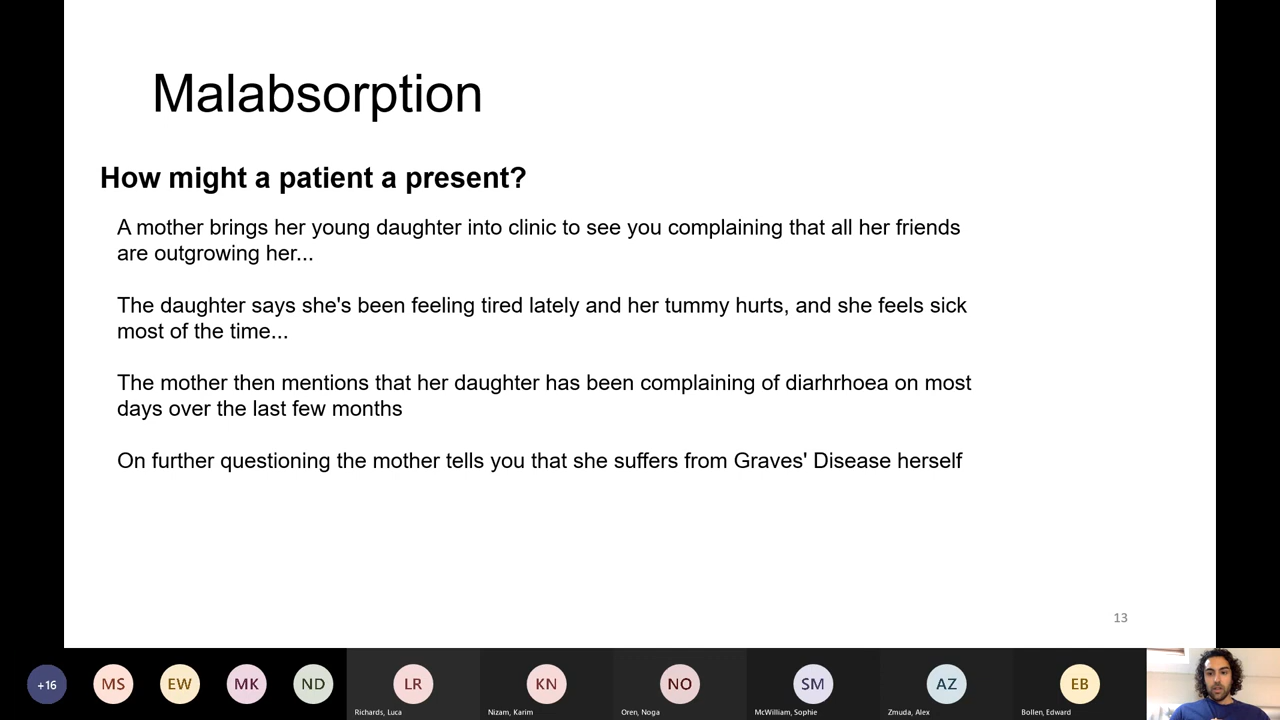 Malabsorption
How might a patient a present?
A mother brings her young daughter into clinic to see you complaining that all her friends
are outgrowing her...
The daughter says she's been feeling tired lately and her tummy hurts, and she feels sick
most of the time...
The mother then mentions that her daughter has been complaining of diarhrhoea on most
days over the last few months
On further questioning the mother tells you that she suffers from Graves' Disease herself
13
+16
MS
EW
MK
ND
LR
KN
NO
SM
AZ
EB
Richards, Luca
Nizam, Karim
Oren, Noga
McWilliam, Sophie
Zmuda, Alex
Bollen, Edward